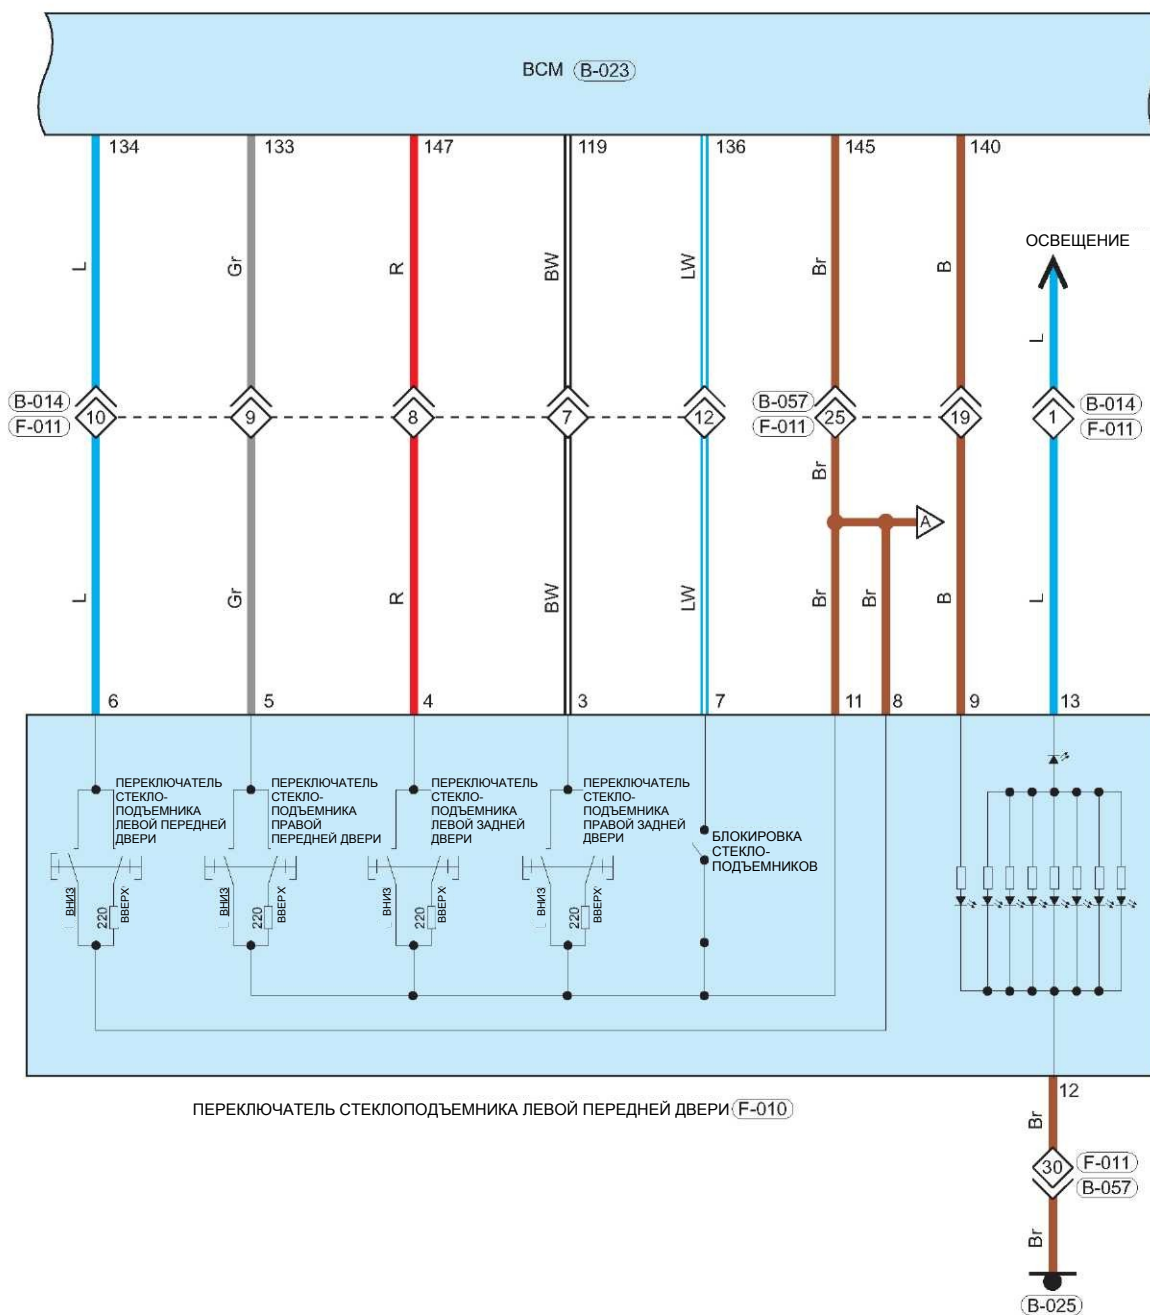 BCM B-023
134 133 147 119 136 145 140
ОСВЕЩЕНИЕ
L Gr R BW LW Br B L
B-014 F-011 10 9 8 7 12
B-057 F-011 25 19
1 B-014 F-011
Br
A
L Gr R BW LW Br Br B L
6 5 4 3 7 11 8 9 13
ПЕРЕКЛЮЧАТЕЛЬ
СТЕКЛО-
ПОДЪЕМНИКА
ЛЕВОЙ ПЕРЕДНЕЙ
ДВЕРИ
ПЕРЕКЛЮЧАТЕЛЬ
СТЕКЛО-
ПОДЪЕМНИКА
ПРАВОЙ
ПЕРЕДНЕЙ ДВЕРИ
ПЕРЕКЛЮЧАТЕЛЬ
СТЕКЛО-
ПОДЪЕМНИКА
ЛЕВОЙ ЗАДНЕЙ
ДВЕРИ
ПЕРЕКЛЮЧАТЕЛЬ
СТЕКЛО-
ПОДЪЕМНИКА
ПРАВОЙ ЗАДНЕЙ
ДВЕРИ
БЛОКИРОВКА
СТЕКЛО-
ПОДЪЕМНИКОВ
ВНИЗ 220 ВВЕРХ
ВНИЗ 220 ВВЕРХ
ВНИЗ 220 ВВЕРХ
ВНИЗ 220 ВВЕРХ
12
ПЕРЕКЛЮЧАТЕЛЬ СТЕКЛОПОДЪЕМНИКА ЛЕВОЙ ПЕРЕДНЕЙ ДВЕРИ F-010
Br
30 F-011
B-057
Br
B-025